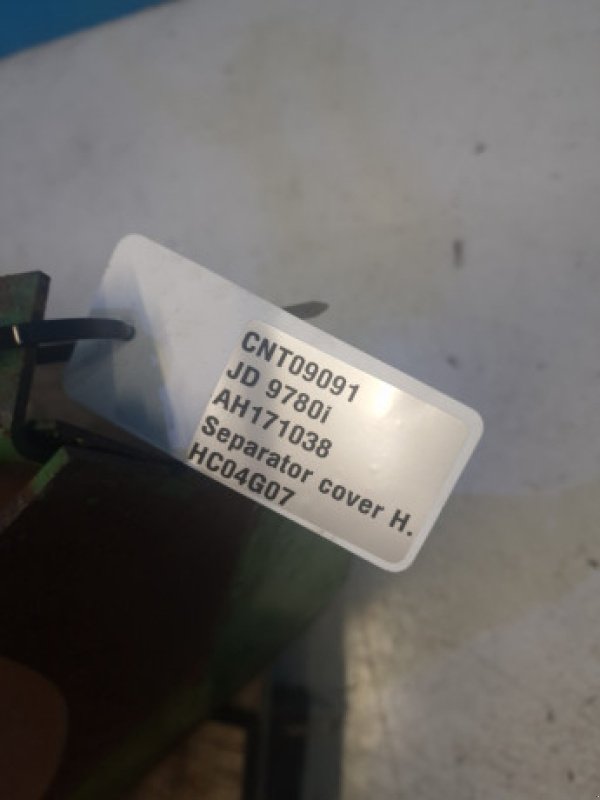 CNT09091
JD 9780i
AH171038
Separator cover H.
HC04G07